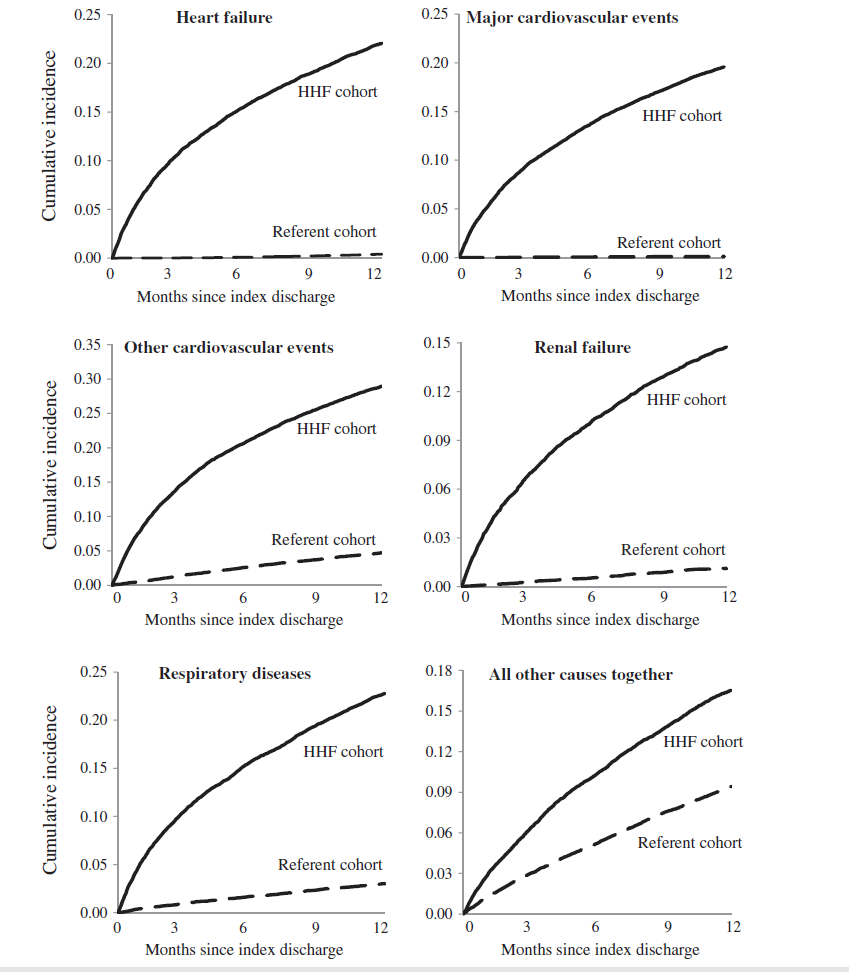 Heart failure
Cumulative incidence
0.25
0.20
0.15
0.10
0.05
0.00
HHF cohort
Referent cohort
0 3 6 9 12
Months since index discharge
Major cardiovascular events
0.25
0.20
0.15
0.10
0.05
0.00
HHF cohort
Referent cohort
0 3 6 9 12
Months since index discharge
Other cardiovascular events
Cumulative incidence
0.35
0.30
0.25
0.20
0.15
0.10
0.05
0.00
HHF cohort
Referent cohort
0 3 6 9 12
Months since index discharge
Renal failure
0.15
0.12
0.09
0.06
0.03
0.00
HHF cohort
Referent cohort
0 3 6 9 12
Months since index discharge
Respiratory diseases
Cumulative incidence
0.25
0.20
0.15
0.10
0.05
0.00
HHF cohort
Referent cohort
0 3 6 9 12
Months since index discharge
All other causes together
0.18
0.15
0.12
0.09
0.06
0.03
0.00
HHF cohort
Referent cohort
0 3 6 9 12
Months since index discharge